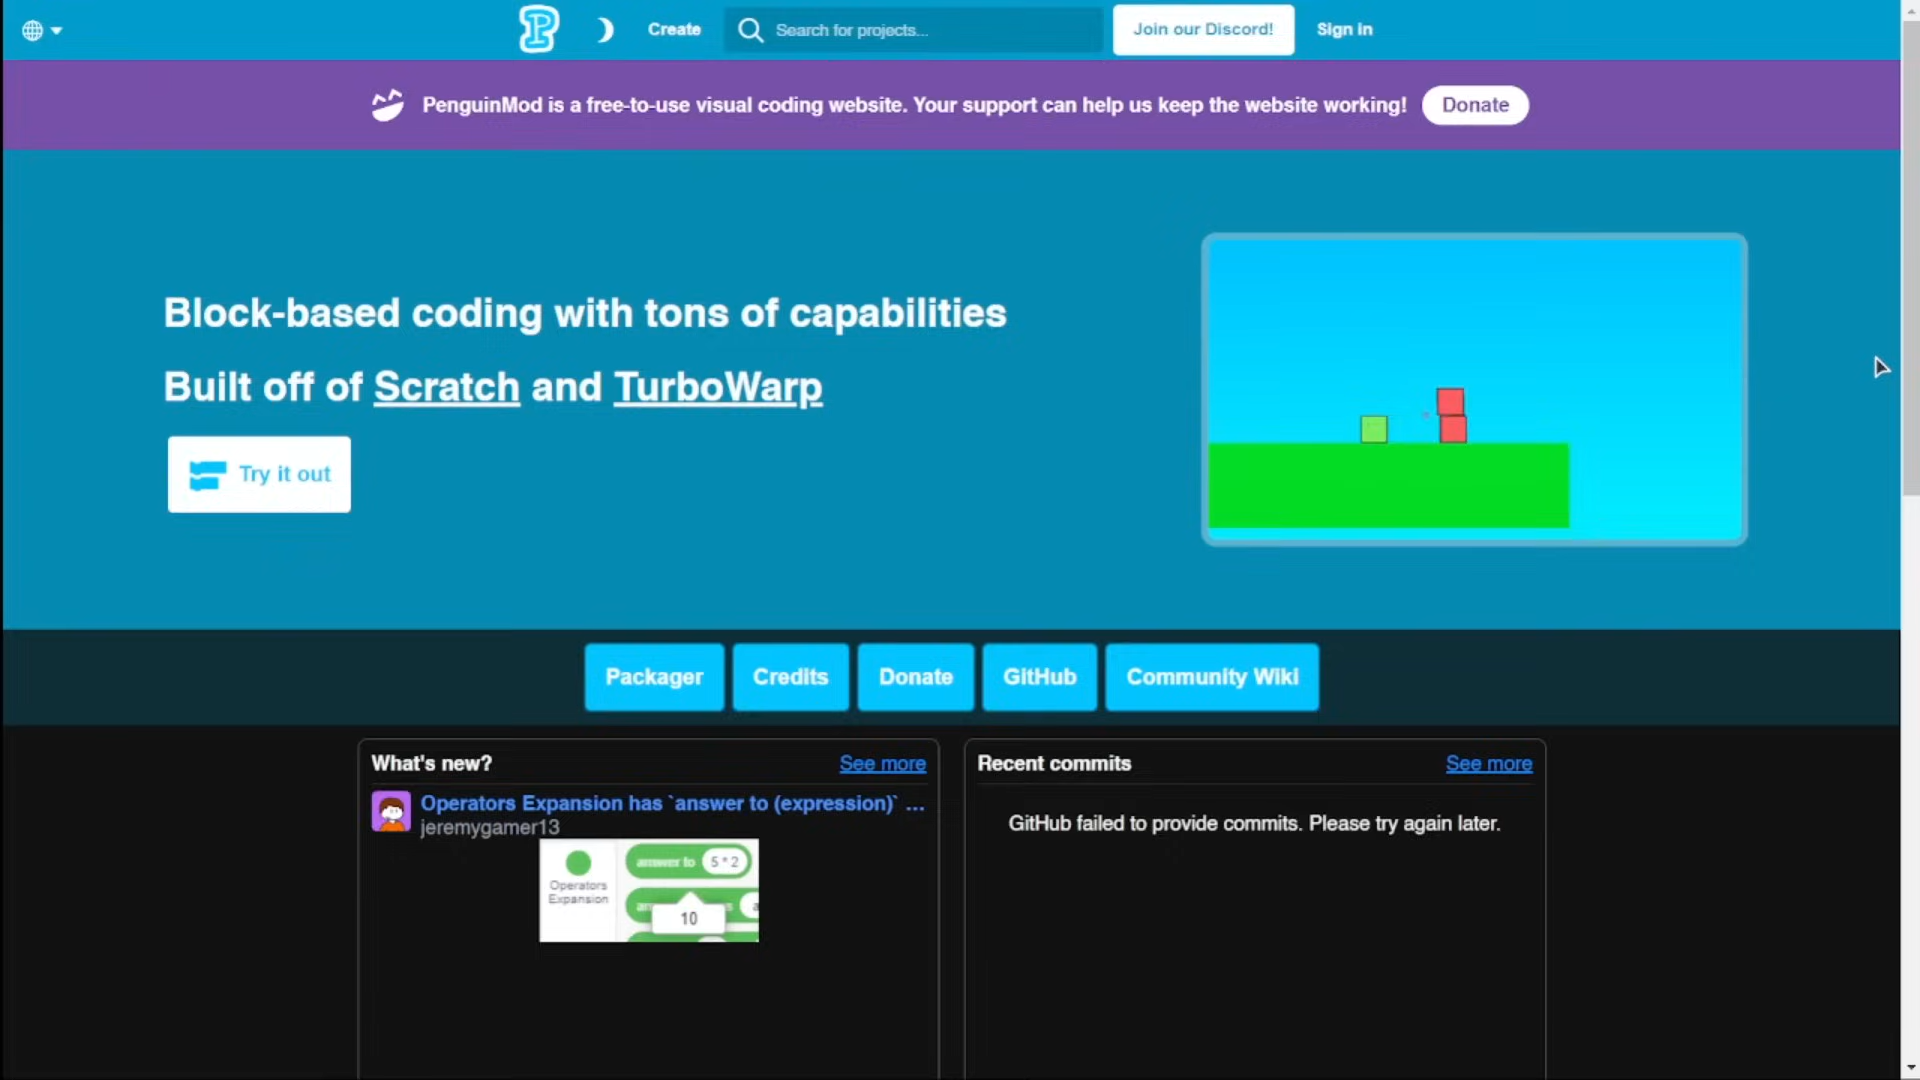 P
Create
Search for projects...
Join our Discord!
Sign in
PenguinMod is a free-to-use visual coding website. Your support can help us keep the website working!
Donate
Block-based coding with tons of capabilities
Built off of Scratch and TurboWarp
Try it out
Packager
Credits
Donate
GitHub
Community Wiki
What's new?
See more
Operators Expansion has `answer to (expression)` ...
jeremygamer13
answer to 5 * 2
Operators
Expansion
10
Recent commits
See more
GitHub failed to provide commits. Please try again later.